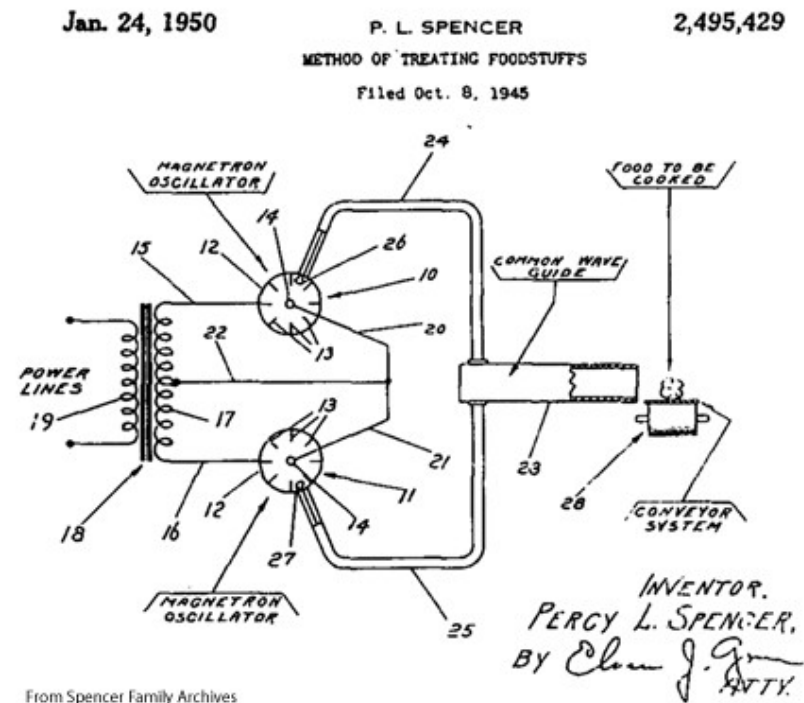 Jan. 24, 1950
P. L. SPENCER
2,495,429
METHOD OF TREATING FOODSTUFFS
Filed Oct. 8, 1945
24
MAGNETRON
OSCILLATOR
FOOD TO BE
COOKED
14
26
15
12
10
COMMON WAVE
GUIDE
20
13
22
POWER
LINES
19
17
13
21
23
28
11
18
16
12
14
27
CONVEYOR
SYSTEM
MAGNETRON
OSCILLATOR
25
INVENTOR.
PERCY L. SPENCER,
BY
ATTY.
From Spencer Family Archives